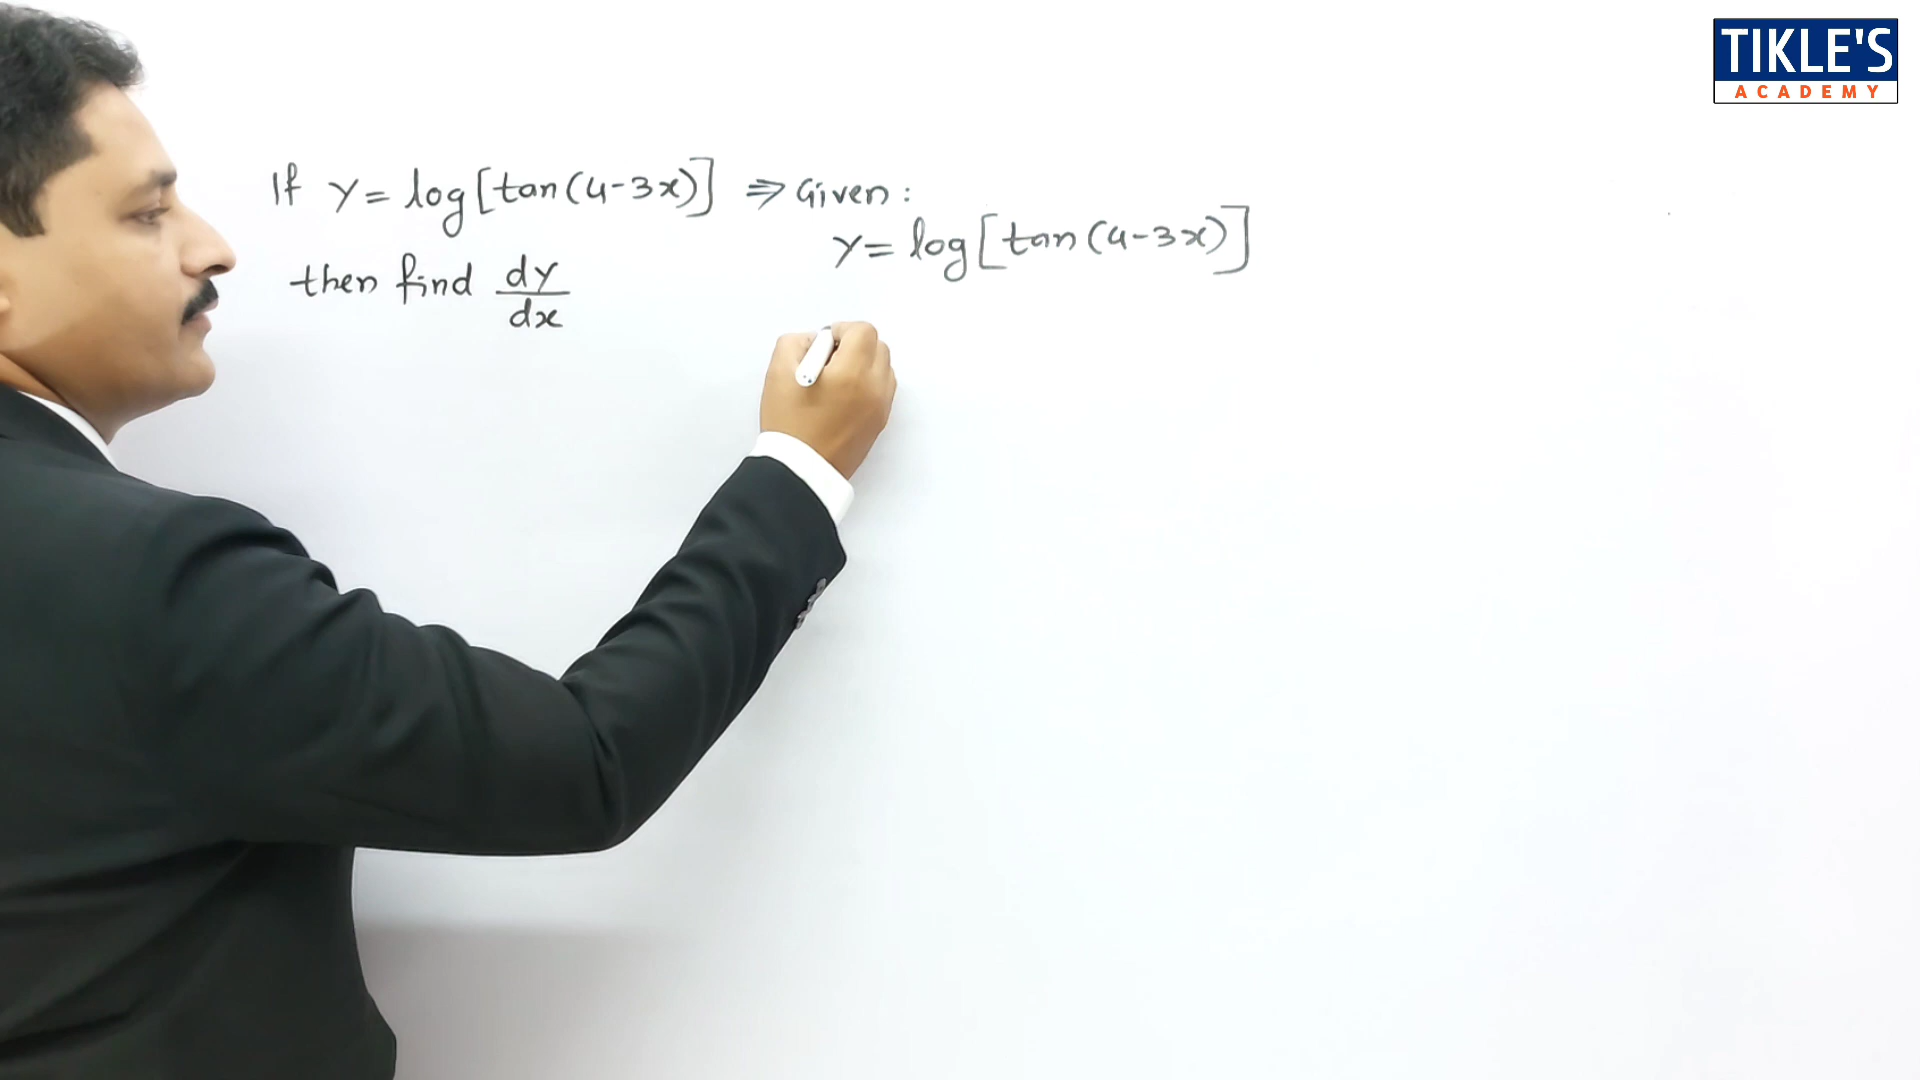 TIKLE'S
ACADEMY
If y = log[tan(4-3x)] ⇒ Given:
y = log[tan(4-3x)]
then find dy/dx